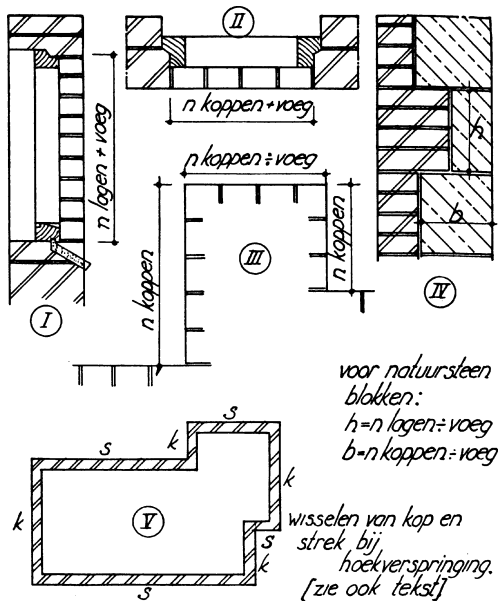 I
n lagen + voeg
II
n koppen + voeg
n koppen ÷ voeg
n koppen
III
n koppen
h
b
IV
voor natuursteen
blokken:
h = n lagen ÷ voeg
b = n koppen ÷ voeg
s
s
k
k
k
V
s
k
s
wisselen van kop en
strek bij
hoekverspringing.
[zie ook tekst]